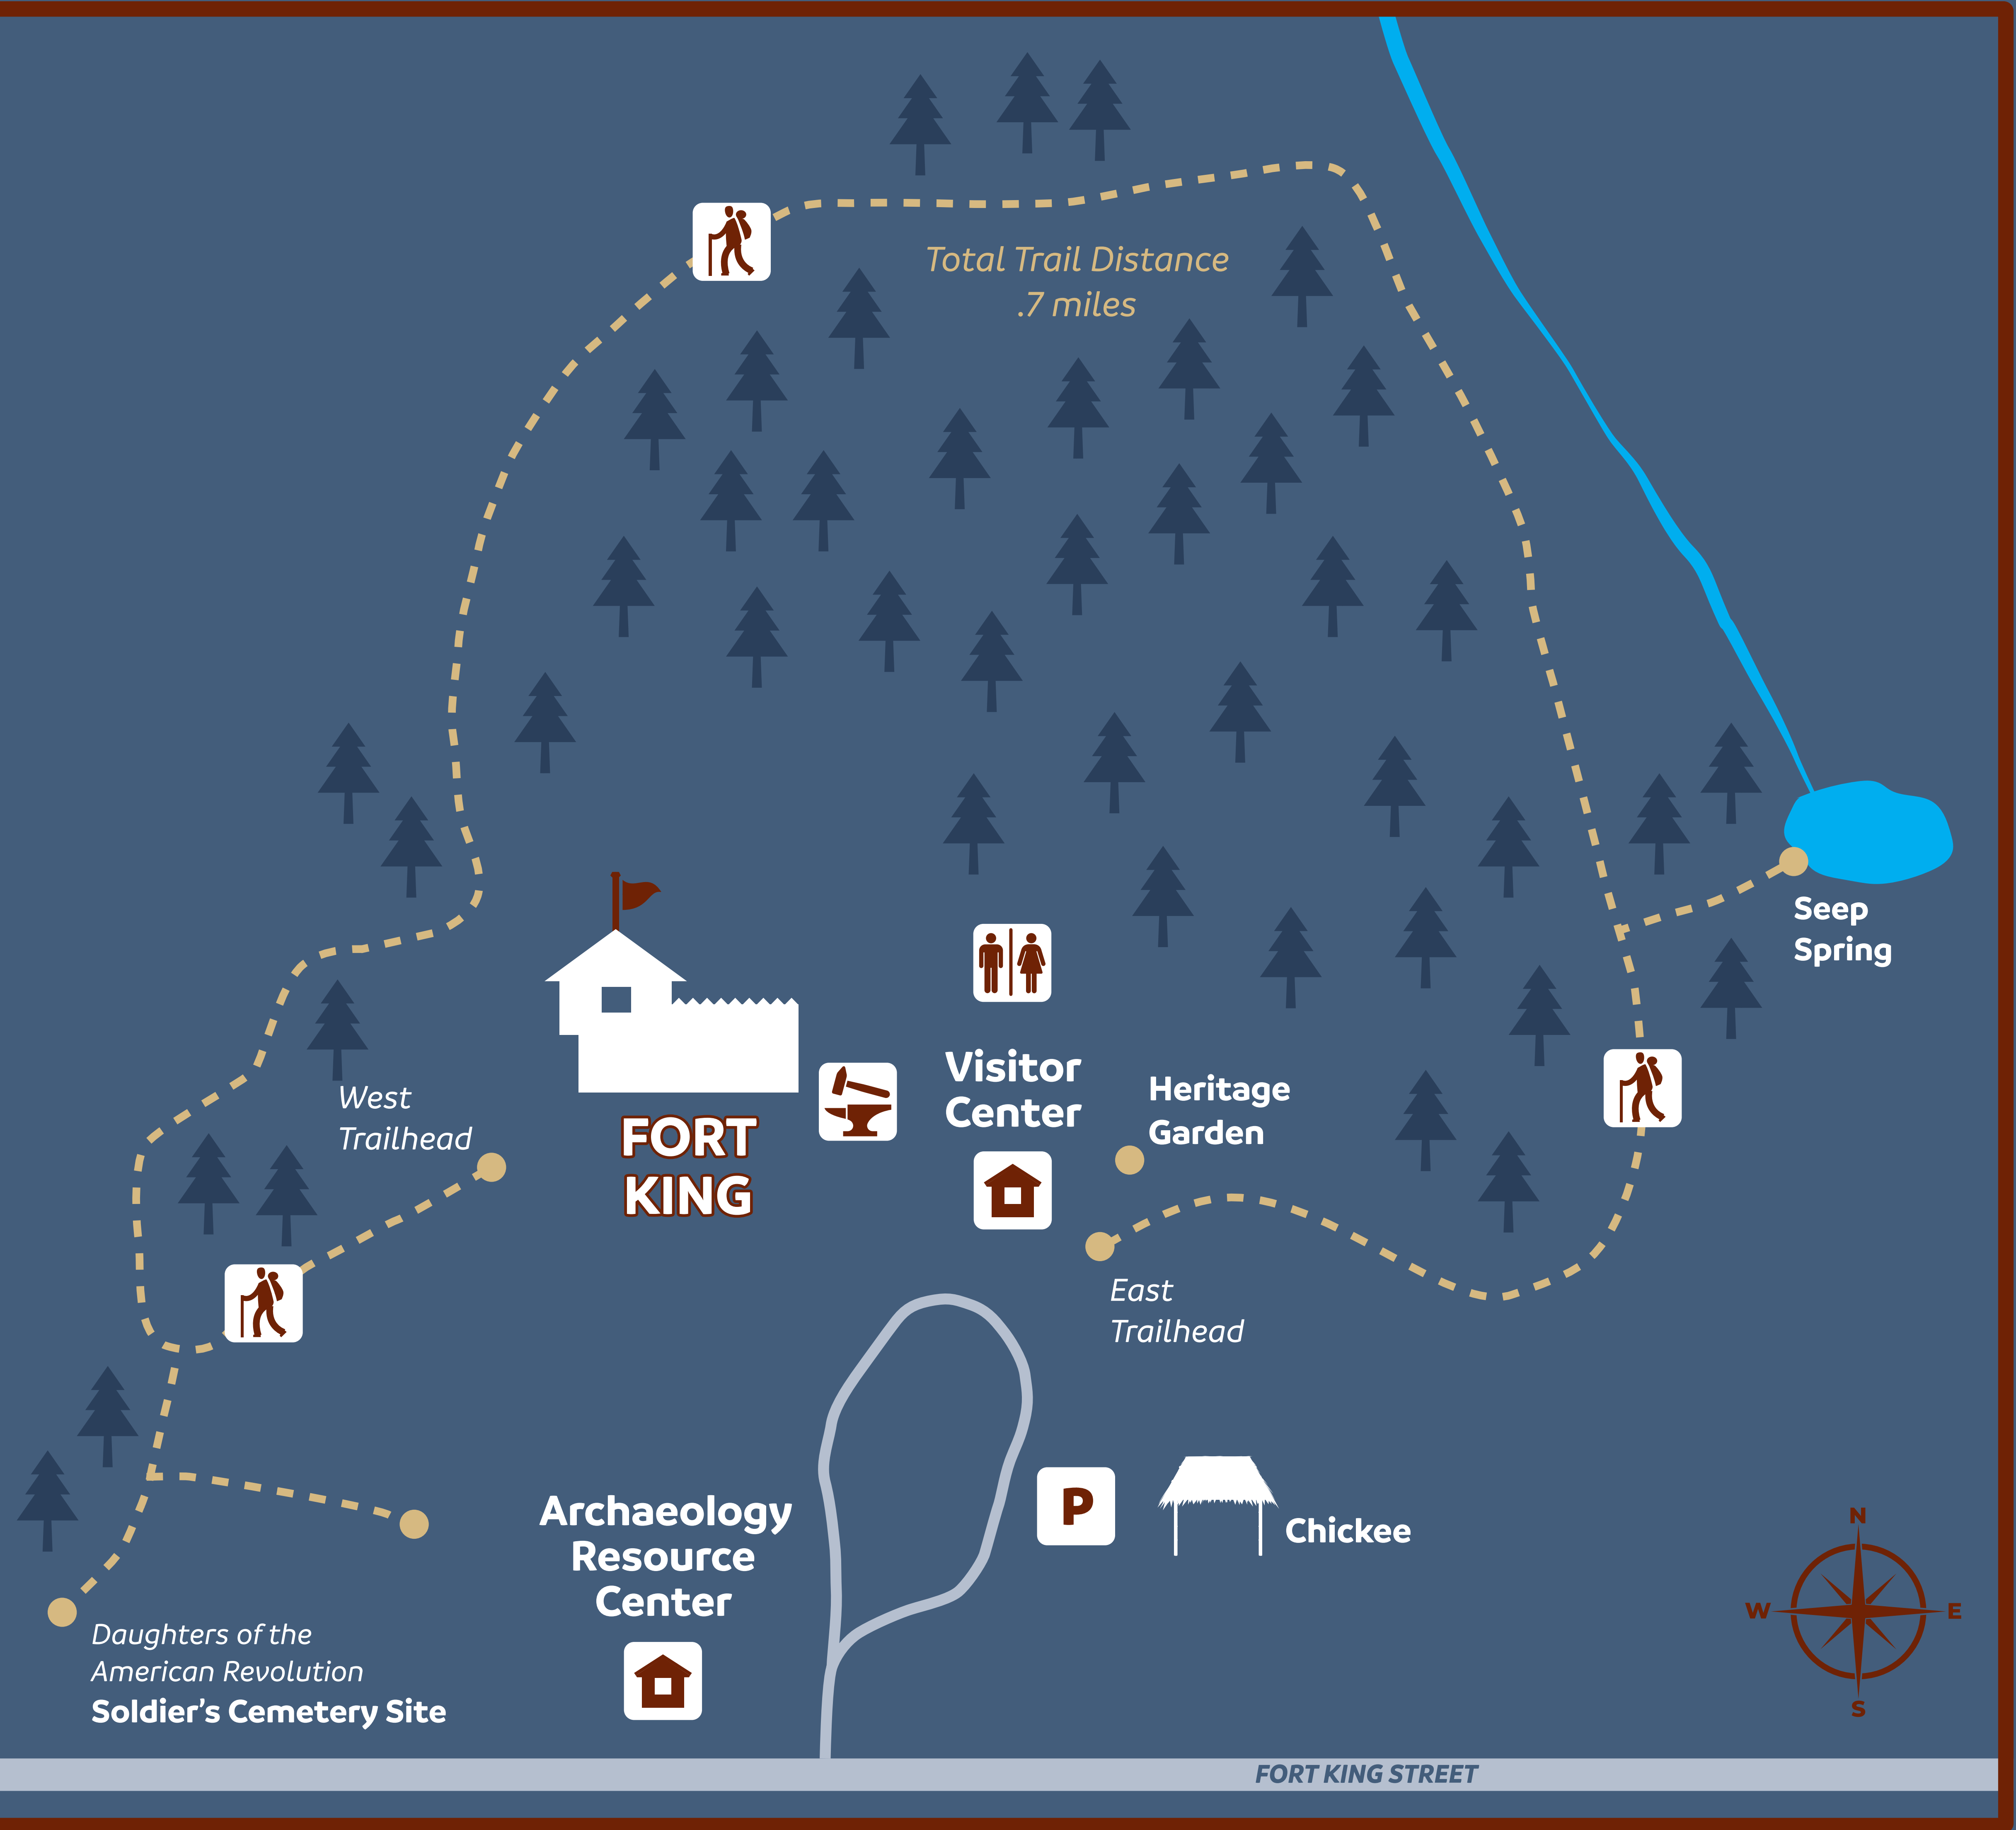 Total Trail Distance
.7 miles
Seep
Spring
Visitor
Center
Heritage
Garden
West
Trailhead
FORT
KING
East
Trailhead
P
Chickee
Archaeology
Resource
Center
Daughters of the
American Revolution
Soldier's Cemetery Site
N
W
E
S
FORT KING STREET